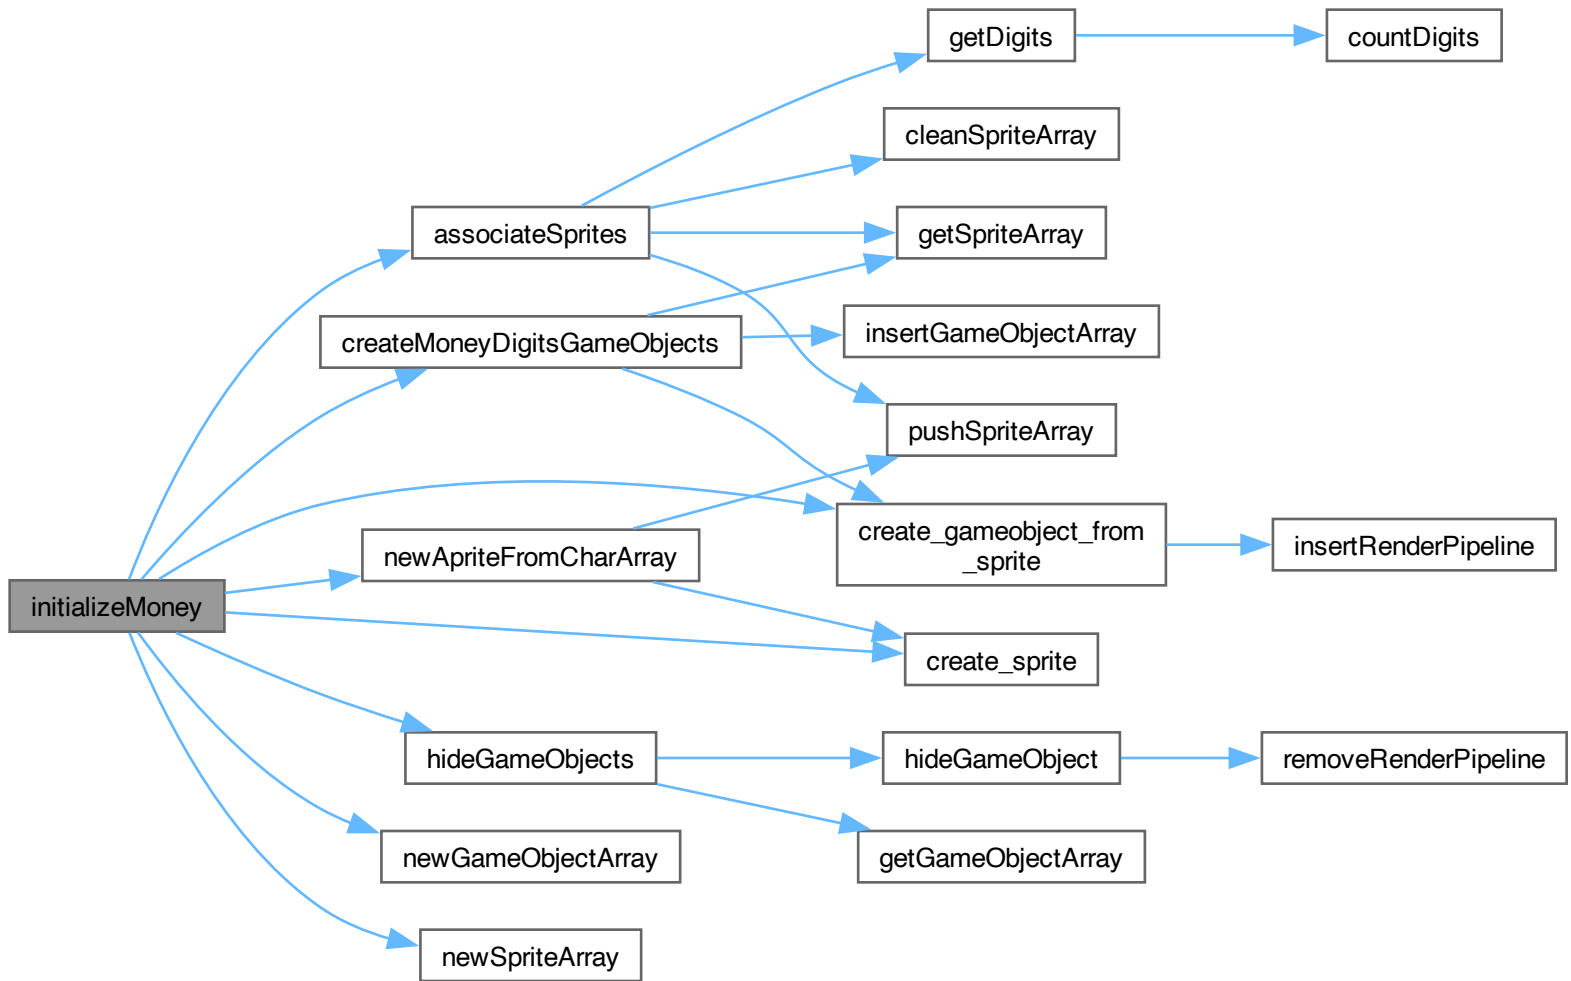 getDigits
countDigits
cleanSpriteArray
associateSprites
getSpriteArray
createMoneyDigitsGameObjects
insertGameObjectArray
pushSpriteArray
newApriteFromCharArray
create_gameobject_from
_sprite
insertRenderPipeline
initializeMoney
create_sprite
hideGameObjects
hideGameObject
removeRenderPipeline
newGameObjectArray
getGameObjectArray
newSpriteArray